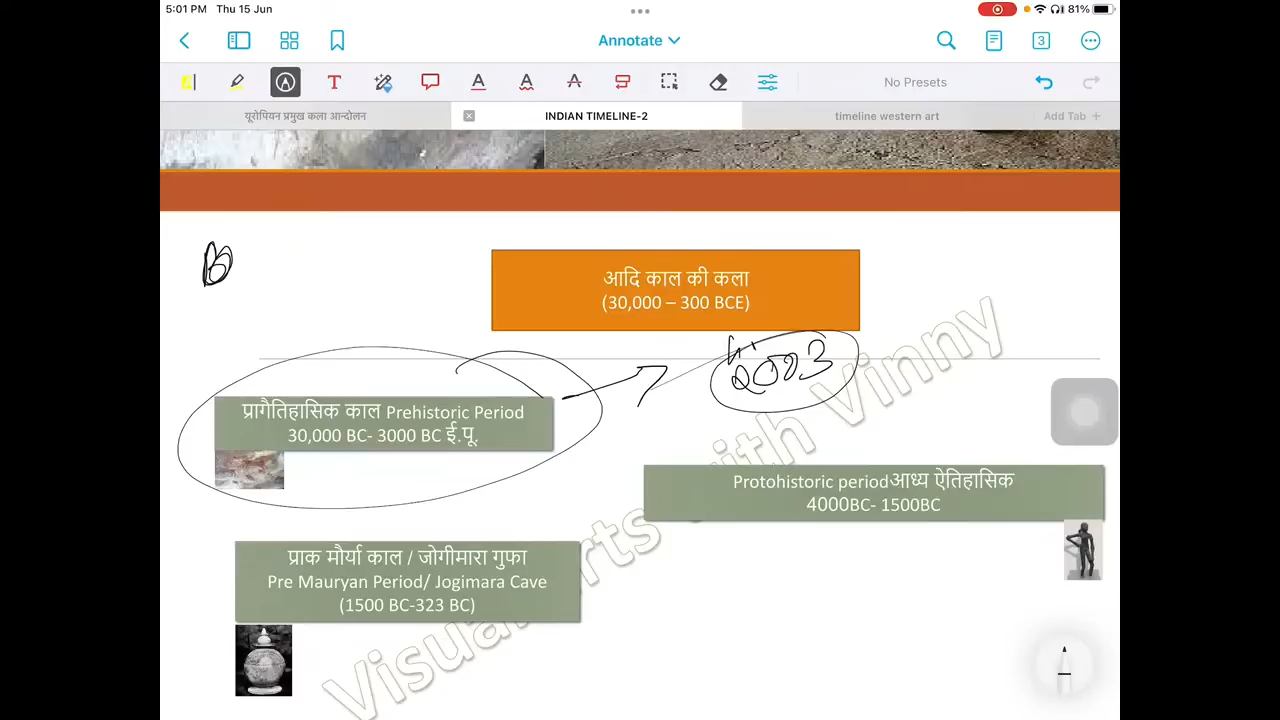 5:01 PM Thu 15 Jun
81%
Annotate
3
T
A
A
A
No Presets
यूरोपियन प्रमुख कला आन्दोलन
INDIAN TIMELINE-2
timeline western art
Add Tab +
आदि काल की कला
(30,000 – 300 BCE)
प्रागैतिहासिक काल Prehistoric Period
30,000 BC- 3000 BC ई.पू.
Protohistoric periodआध्य ऐतिहासिक
4000BC- 1500BC
प्राक मौर्या काल / जोगीमारा गुफा
Pre Mauryan Period/ Jogimara Cave
(1500 BC-323 BC)
Visual Arts with Vinny